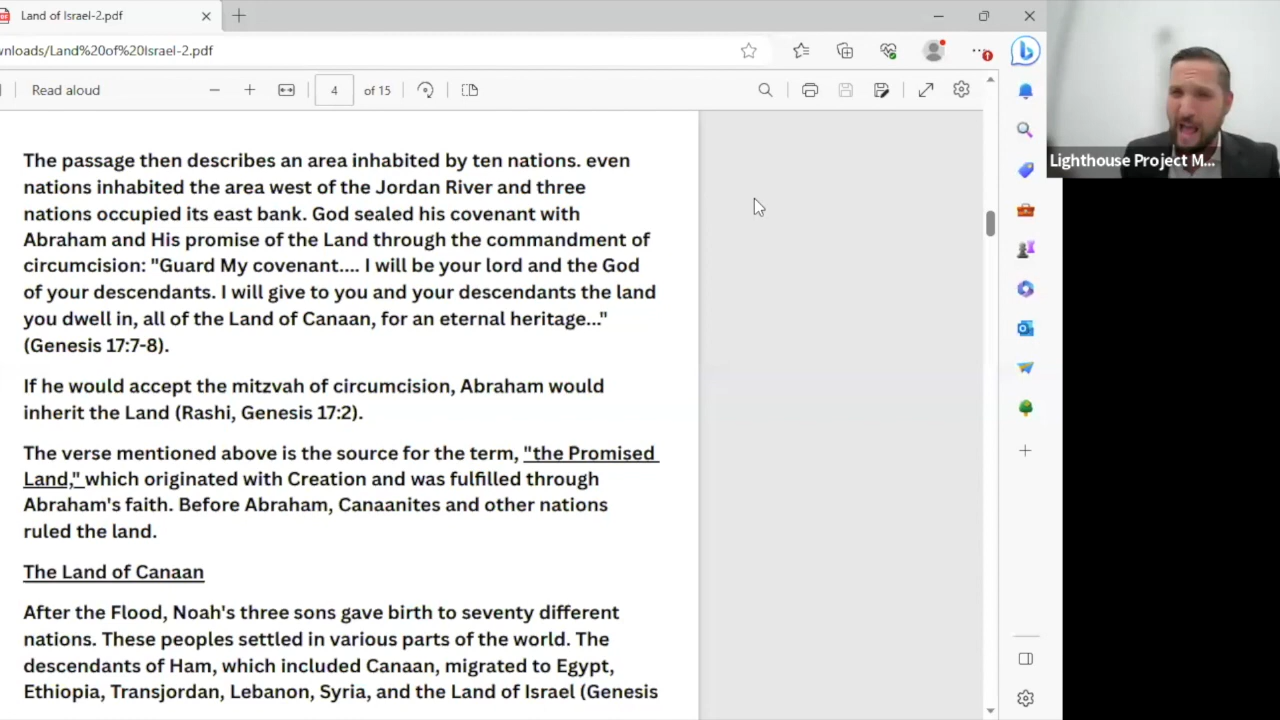 Land of Israel-2.pdf
wnloads/Land%20of%20Israel-2.pdf
Read aloud
4
of 15
The passage then describes an area inhabited by ten nations. even
nations inhabited the area west of the Jordan River and three
nations occupied its east bank. God sealed his covenant with
Abraham and His promise of the Land through the commandment of
circumcision: "Guard My covenant.... I will be your lord and the God
of your descendants. I will give to you and your descendants the land
you dwell in, all of the Land of Canaan, for an eternal heritage..."
(Genesis 17:7-8).
If he would accept the mitzvah of circumcision, Abraham would
inherit the Land (Rashi, Genesis 17:2).
The verse mentioned above is the source for the term, "the Promised
Land," which originated with Creation and was fulfilled through
Abraham's faith. Before Abraham, Canaanites and other nations
ruled the land.
The Land of Canaan
After the Flood, Noah's three sons gave birth to seventy different
nations. These peoples settled in various parts of the world. The
descendants of Ham, which included Canaan, migrated to Egypt,
Ethiopia, Transjordan, Lebanon, Syria, and the Land of Israel (Genesis
Lighthouse Project M...